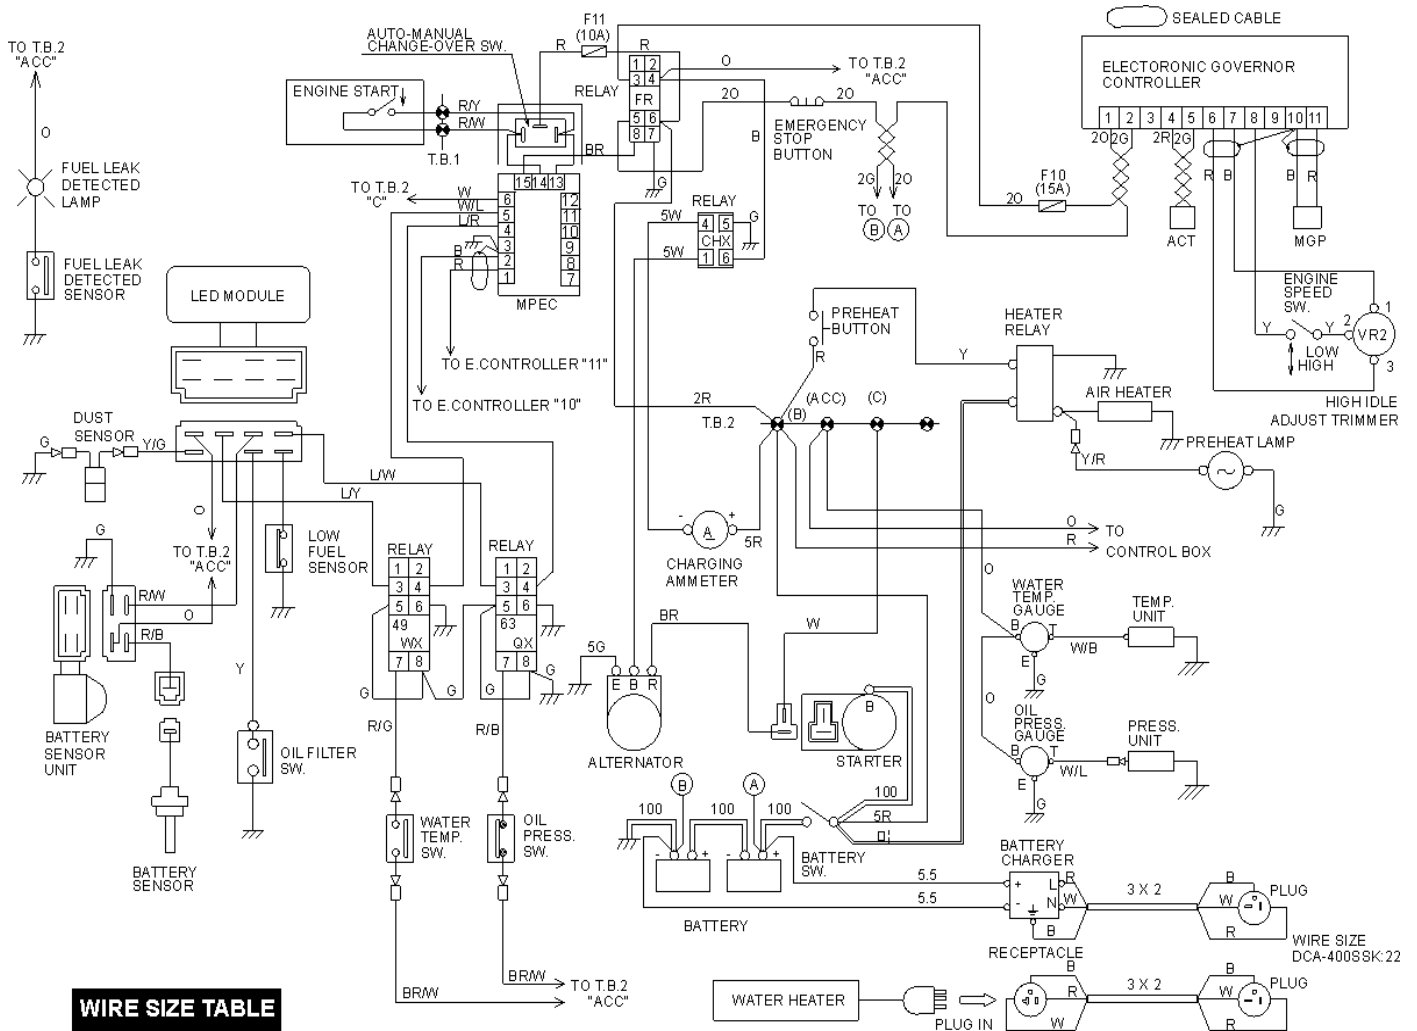 SEALED CABLE
F11
(10A)
AUTO-MANUAL
CHANGE-OVER SW.
R
R
TO T.B.2
"ACC"
ELECTORONIC GOVERNOR
CONTROLLER
1 2 3 4 5 6 7 8 9 10 11
2O 2G 2R 2G R B B R
ENGINE START
R/Y
R/W
T.B.1
RELAY
1 2
3 4
FR
5 6
8 7
O
TO T.B.2
"ACC"
2O
2O
EMERGENCY
STOP
BUTTON
B
BR
G
2G
2O
TO
B
TO
A
2O
F10
(15A)
ACT
MGP
O
FUEL LEAK
DETECTED
LAMP
TO T.B.2
"C"
W
W/L
L/R
B
R
15 14 13
6
5
4
3
2
1
12
11
10
9
8
7
MPEC
RELAY
4 5
CHX
1 6
5W
5W
G
FUEL LEAK
DETECTED
SENSOR
LED MODULE
TO E.CONTROLLER "11"
TO E.CONTROLLER "10"
PREHEAT
BUTTON
R
Y
HEATER
RELAY
ENGINE
SPEED
SW.
Y
Y
LOW
HIGH
1
2
VR2
3
HIGH IDLE
ADJUST TRIMMER
AIR HEATER
2R
T.B.2
(B)
(ACC)
(C)
Y/R
PREHEAT LAMP
G
DUST
SENSOR
G
Y/G
L/W
L/Y
O
TO T.B.2
"ACC"
LOW
FUEL
SENSOR
-
A
+
5R
CHARGING
AMMETER
O
R
TO
CONTROL BOX
G
R/W
O
R/B
RELAY
1 2
3 4
5 6
49
WX
7 8
RELAY
1 2
3 4
5 6
63
QX
7 8
G
G
G
G
R/G
R/B
O
WATER
TEMP.
GAUGE
B
T
E
G
W/B
TEMP.
UNIT
BR
W
5G
E B R
ALTERNATOR
B
STARTER
O
OIL
PRESS.
GAUGE
B
T
E
G
W/L
PRESS.
UNIT
BATTERY
SENSOR
UNIT
Y
OIL FILTER
SW.
BATTERY
SENSOR
WATER
TEMP.
SW.
OIL
PRESS.
SW.
B
A
100
100
100
100
5R
- +
- +
BATTERY
SW.
BATTERY
5.5
5.5
BATTERY
CHARGER
+
-
L
N
R
W
B
3 X 2
B
W
R
PLUG
WIRE SIZE
DCA-400SSK:22
BR/W
BR/W
TO T.B.2
"ACC"
WATER HEATER
PLUG IN
RECEPTACLE
B
R
W
3 X 2
B
W
R
PLUG
WIRE SIZE TABLE